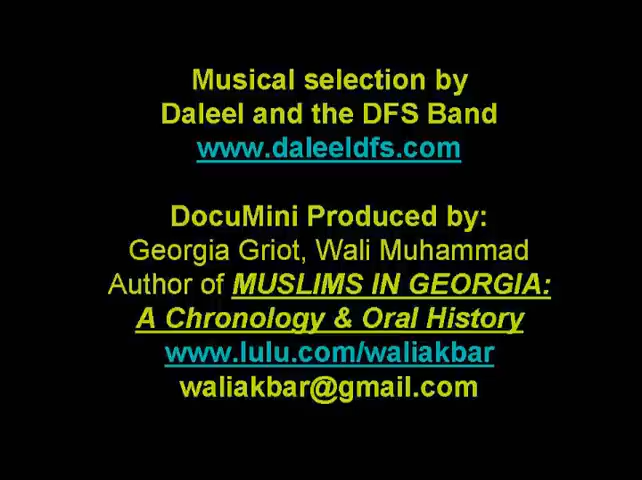 Musical selection by
Daleel and the DFS Band
www.daleeldfs.com
DocuMini Produced by:
Georgia Griot, Wali Muhammad
Author of MUSLIMS IN GEORGIA:
A Chronology & Oral History
www.lulu.com/waliakbar
waliakbar@gmail.com